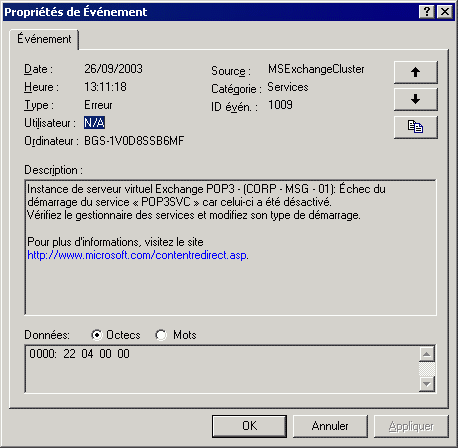 Propriétés de Événement
Événement
Date : 26/09/2003
Source : MSExchangeCluster
Heure : 13:11:18
Catégorie : Services
Type : Erreur
ID évén. : 1009
Utilisateur : N/A
Ordinateur : BGS-1V0D8SSB6MF
Description :
Instance de serveur virtuel Exchange POP3 - (CORP - MSG - 01): Échec du
démarrage du service « POP3SVC » car celui-ci a été désactivé.
Vérifiez le gestionnaire des services et modifiez son type de démarrage.
Pour plus d'informations, visitez le site
http://www.microsoft.com/contentredirect.asp.
Données: Octecs Mots
0000: 22 04 00 00
OK Annuler Appliquer